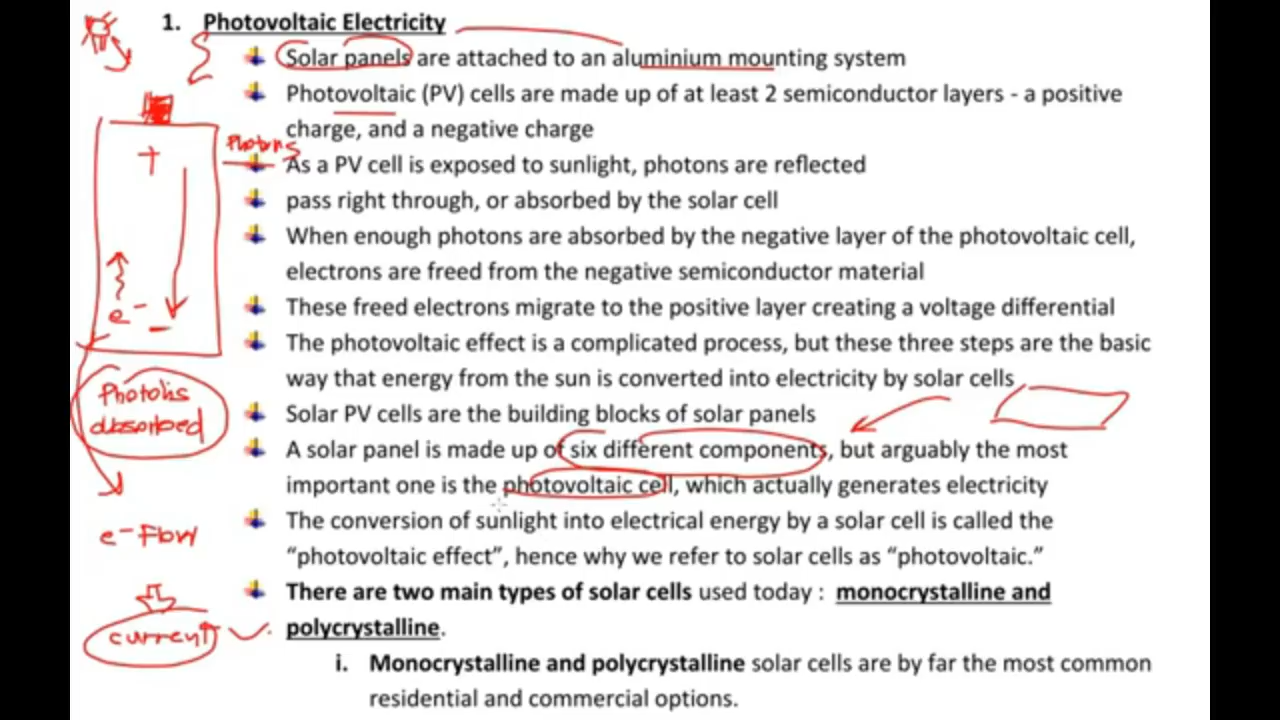 1. Photovoltaic Electricity
Solar panels are attached to an aluminium mounting system
Photovoltaic (PV) cells are made up of at least 2 semiconductor layers - a positive
charge, and a negative charge
Photons
As a PV cell is exposed to sunlight, photons are reflected
pass right through, or absorbed by the solar cell
When enough photons are absorbed by the negative layer of the photovoltaic cell,
electrons are freed from the negative semiconductor material
These freed electrons migrate to the positive layer creating a voltage differential
The photovoltaic effect is a complicated process, but these three steps are the basic
way that energy from the sun is converted into electricity by solar cells
Solar PV cells are the building blocks of solar panels
A solar panel is made up of six different components, but arguably the most
important one is the photovoltaic cell, which actually generates electricity
The conversion of sunlight into electrical energy by a solar cell is called the
“photovoltaic effect”, hence why we refer to solar cells as “photovoltaic.”
There are two main types of solar cells used today : monocrystalline and
polycrystalline.
i. Monocrystalline and polycrystalline solar cells are by far the most common
residential and commercial options.
+
e-
-
Photons
absorbed
e-Flow
current